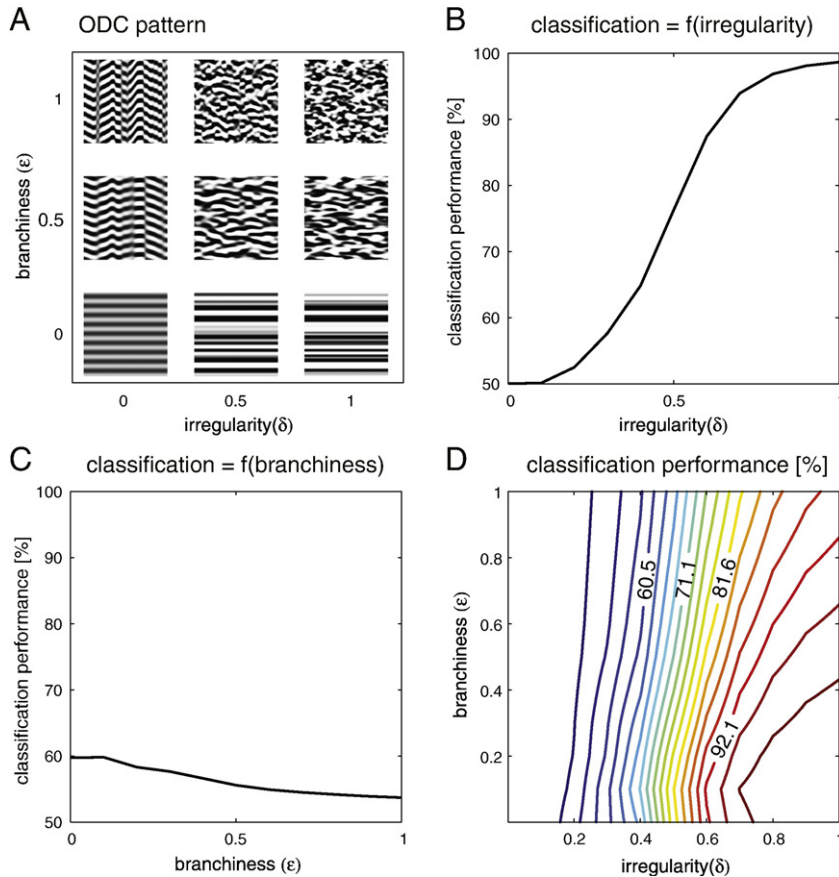 A ODC pattern
branchiness (ε)
1
0.5
0
0 0.5 1
irregularity(δ)
B classification = f(irregularity)
classification performance [%]
100
90
80
70
60
50
0 0.5 1
irregularity(δ)
C classification = f(branchiness)
classification performance [%]
100
90
80
70
60
50
0 0.5 1
branchiness (ε)
D classification performance [%]
branchiness (ε)
1
0.8
0.6
0.4
0.2
60.5
71.1
81.6
92.1
0.2 0.4 0.6 0.8 1
irregularity(δ)